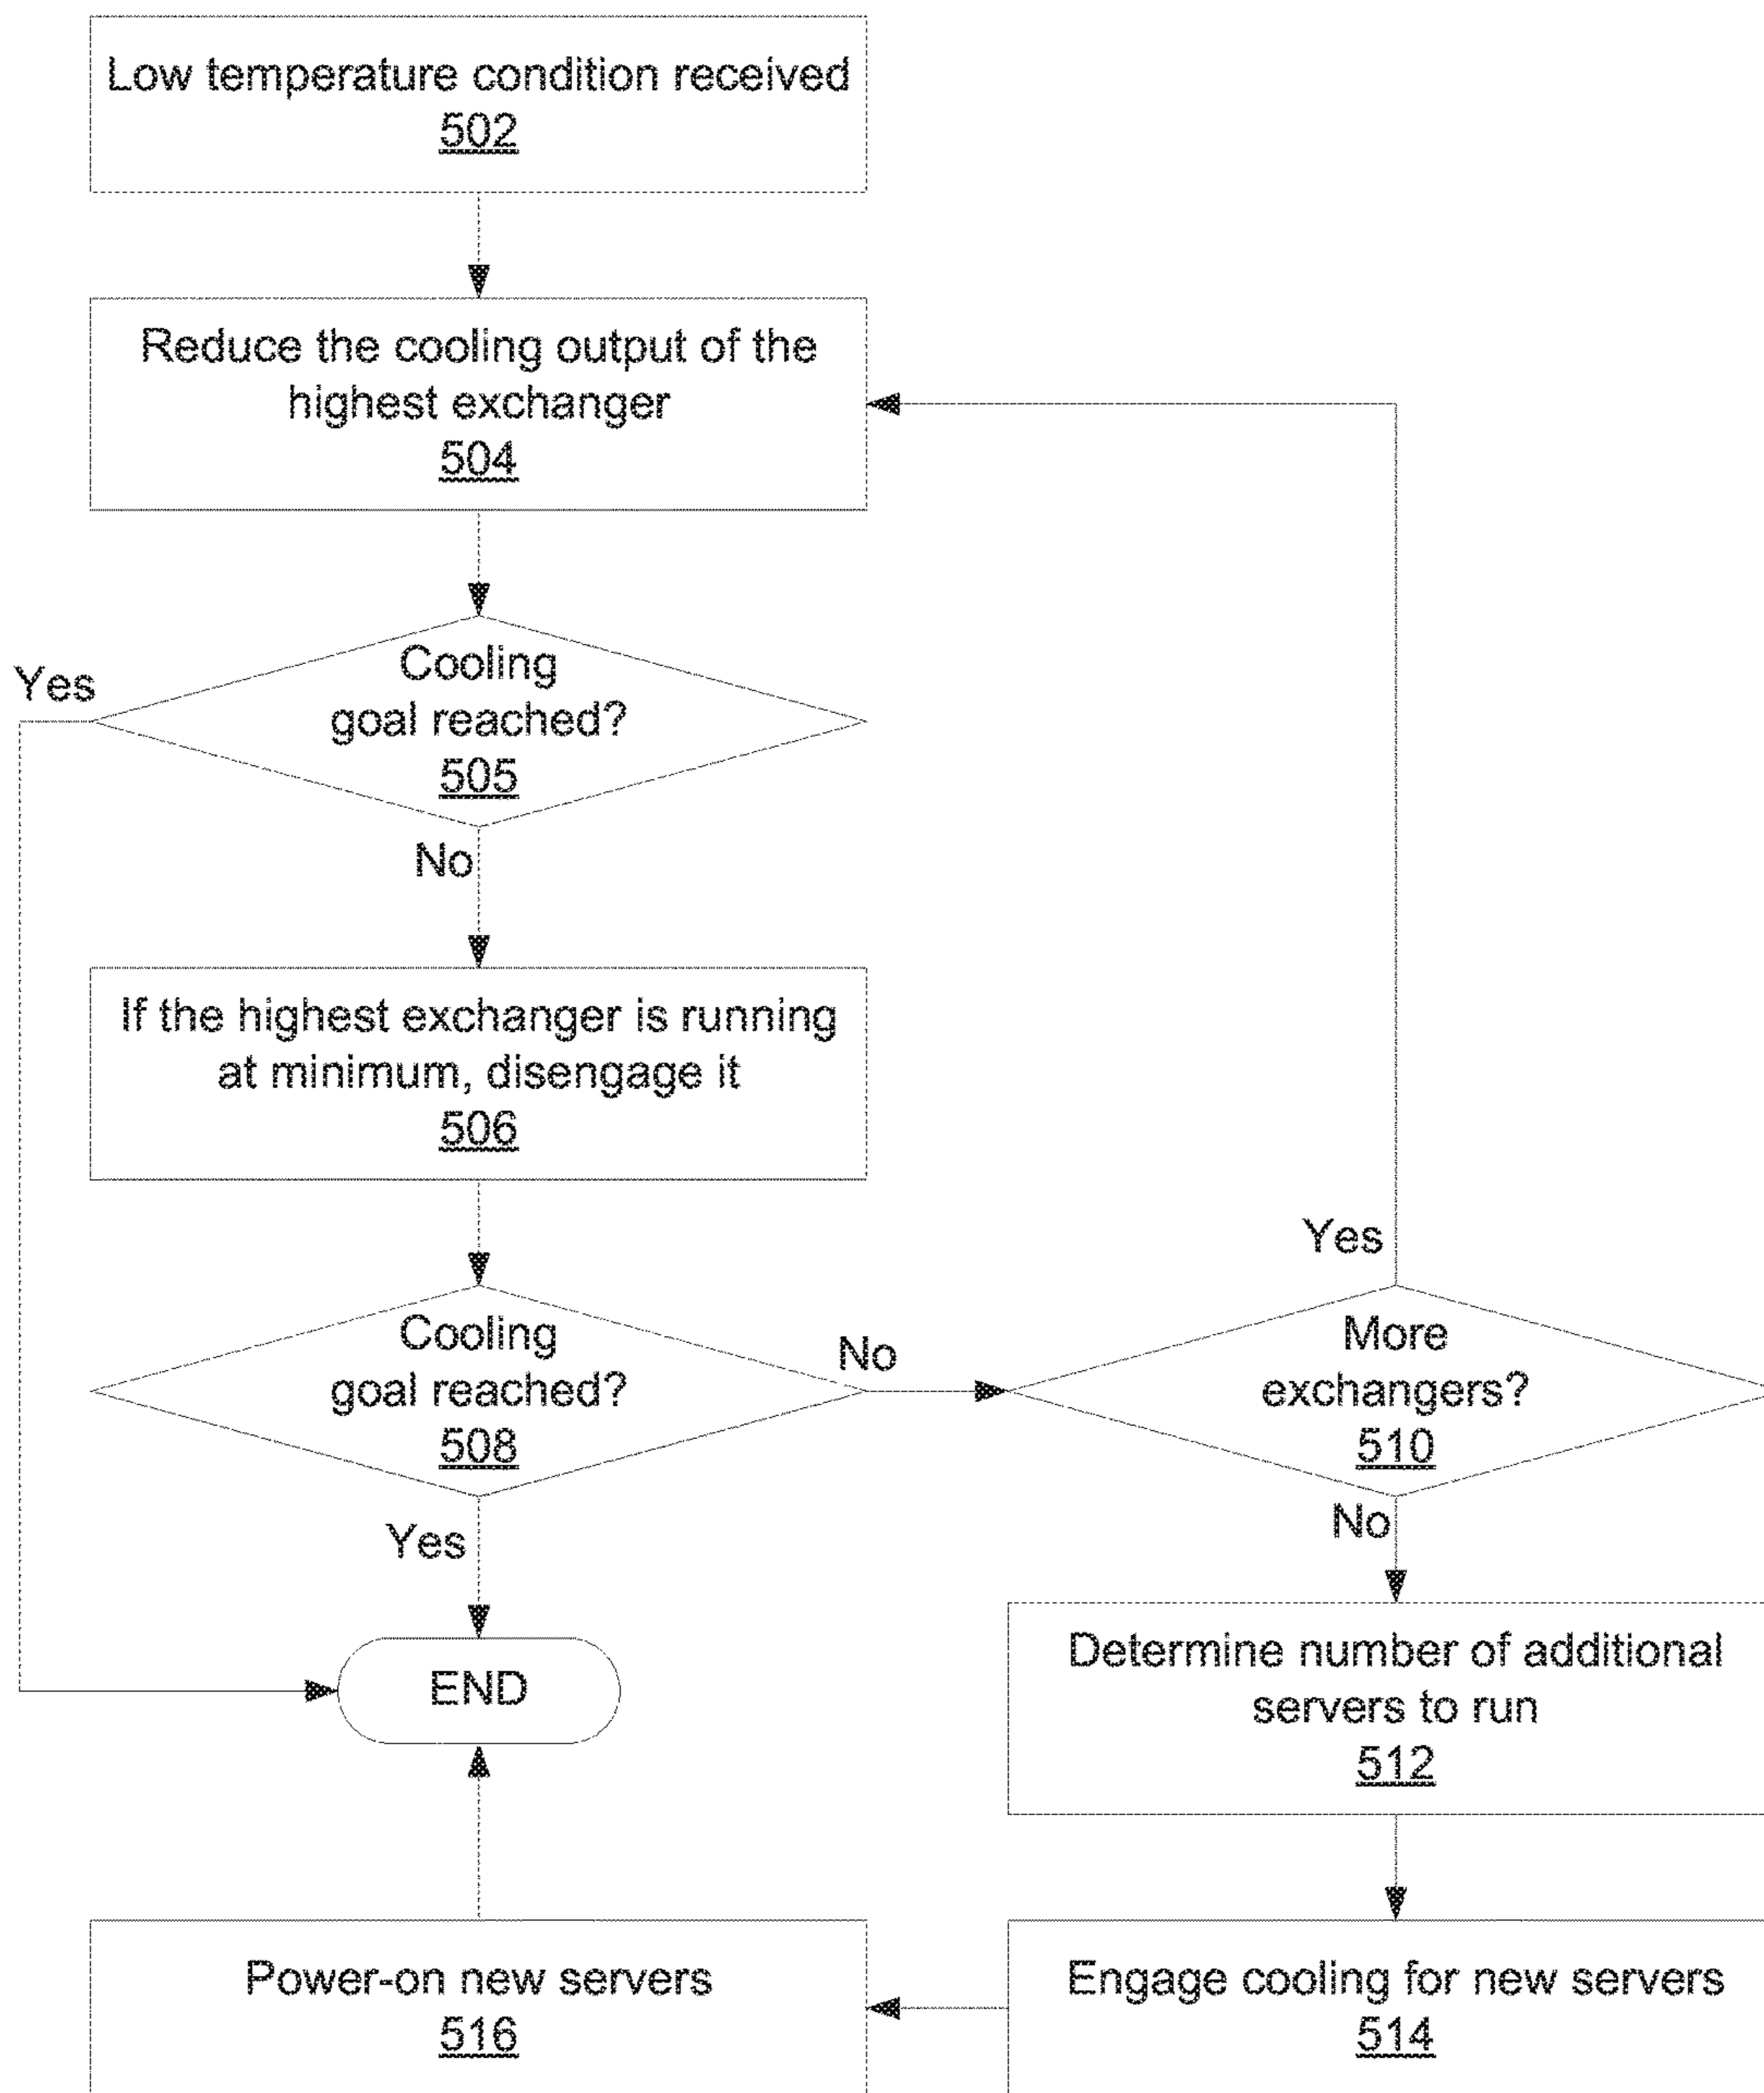 Low temperature condition received
502
Reduce the cooling output of the
highest exchanger
504
Cooling
goal reached?
505
Yes
No
If the highest exchanger is running
at minimum, disengage it
506
Cooling
goal reached?
508
No
Yes
More
exchangers?
510
Yes
No
END
Determine number of additional
servers to run
512
Engage cooling for new servers
514
Power-on new servers
516